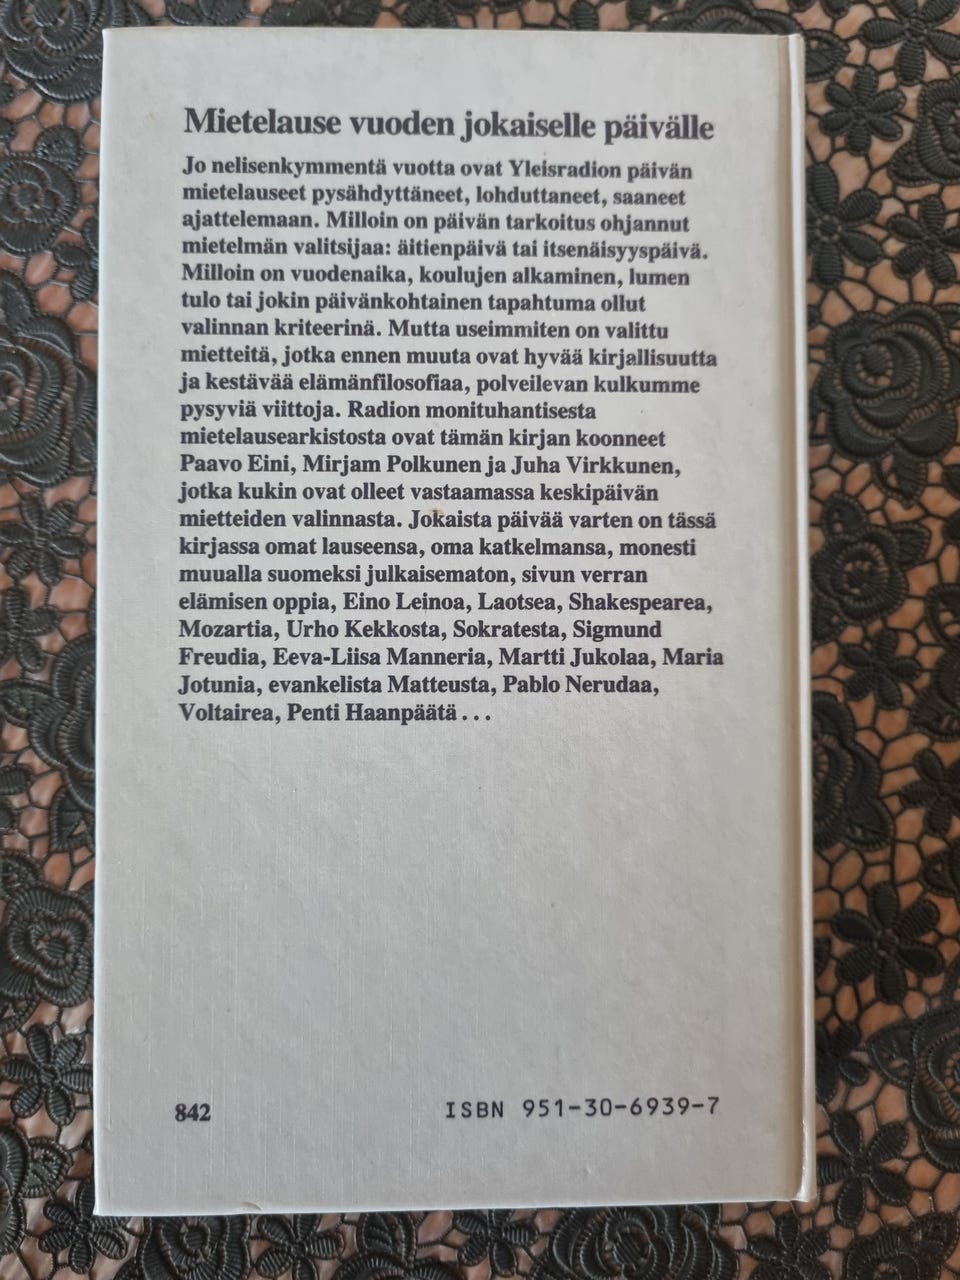 Mietelause vuoden jokaiselle päivälle
Jo nelisenkymmentä vuotta ovat Yleisradion päivän
mietelauseet pysähdyttäneet, lohduttaneet, saaneet
ajattelemaan. Milloin on päivän tarkoitus ohjannut
mietelmän valitsijaa: äitienpäivä tai itsenäisyyspäivä.
Milloin on vuodenaika, koulujen alkaminen, lumen
tulo tai jokin päivänkohtainen tapahtuma ollut
valinnan kriteerinä. Mutta useimmiten on valittu
mietteitä, jotka ennen muuta ovat hyvää kirjallisuutta
ja kestävää elämänfilosofiaa, polveilevan kulkumme
pysyviä viittoja. Radion monituhantisesta
mietelausearkistosta ovat tämän kirjan koonneet
Paavo Eini, Mirjam Polkunen ja Juha Virkkunen,
jotka kukin ovat olleet vastaamassa keskipäivän
mietteiden valinnasta. Jokaista päivää varten on tässä
kirjassa omat lauseensa, oma katkelmansa, monesti
muualla suomeksi julkaisematon, sivun verran
elämisen oppia, Eino Leinoa, Laotsea, Shakespearea,
Mozartia, Urho Kekkosta, Sokratesta, Sigmund
Freudia, Eeva-Liisa Manneria, Martti Jukolaa, Maria
Jotunia, evankelista Matteusta, Pablo Nerudaa,
Voltairea, Penti Haanpäätä...
842
ISBN 951-30-6939-7